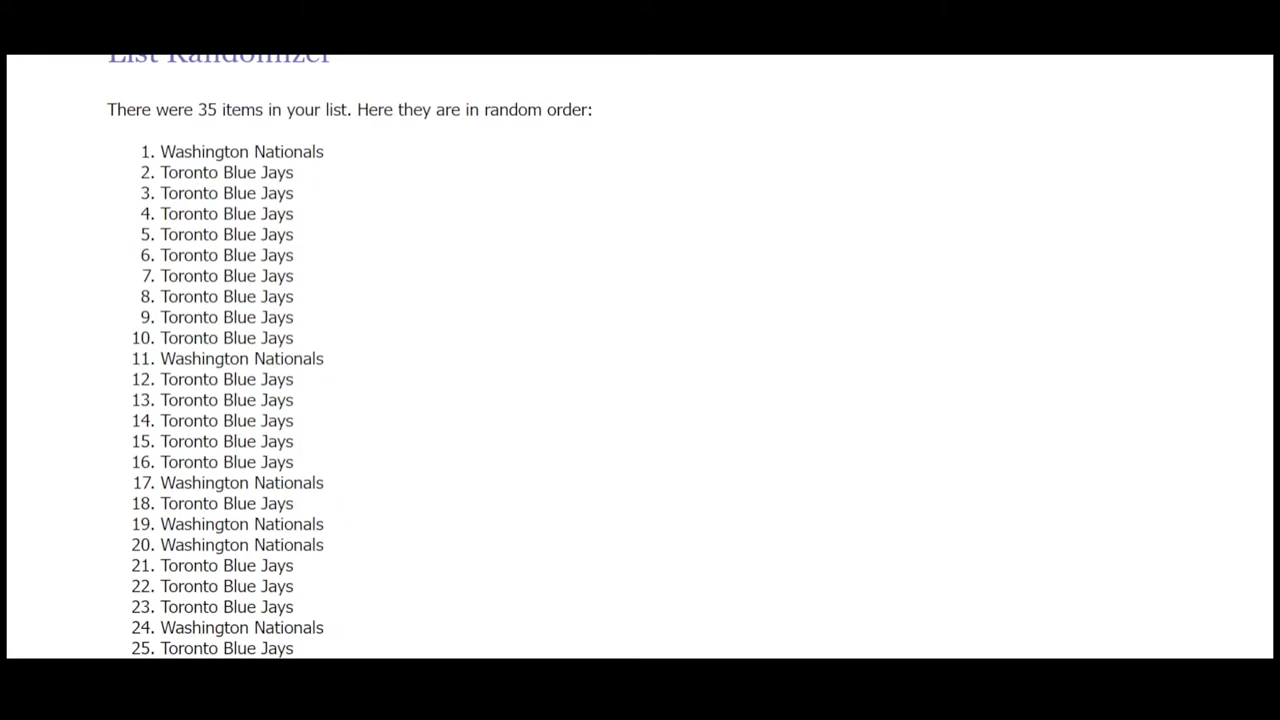 List Randomizer
There were 35 items in your list. Here they are in random order:
1. Washington Nationals
2. Toronto Blue Jays
3. Toronto Blue Jays
4. Toronto Blue Jays
5. Toronto Blue Jays
6. Toronto Blue Jays
7. Toronto Blue Jays
8. Toronto Blue Jays
9. Toronto Blue Jays
10. Toronto Blue Jays
11. Washington Nationals
12. Toronto Blue Jays
13. Toronto Blue Jays
14. Toronto Blue Jays
15. Toronto Blue Jays
16. Toronto Blue Jays
17. Washington Nationals
18. Toronto Blue Jays
19. Washington Nationals
20. Washington Nationals
21. Toronto Blue Jays
22. Toronto Blue Jays
23. Toronto Blue Jays
24. Washington Nationals
25. Toronto Blue Jays